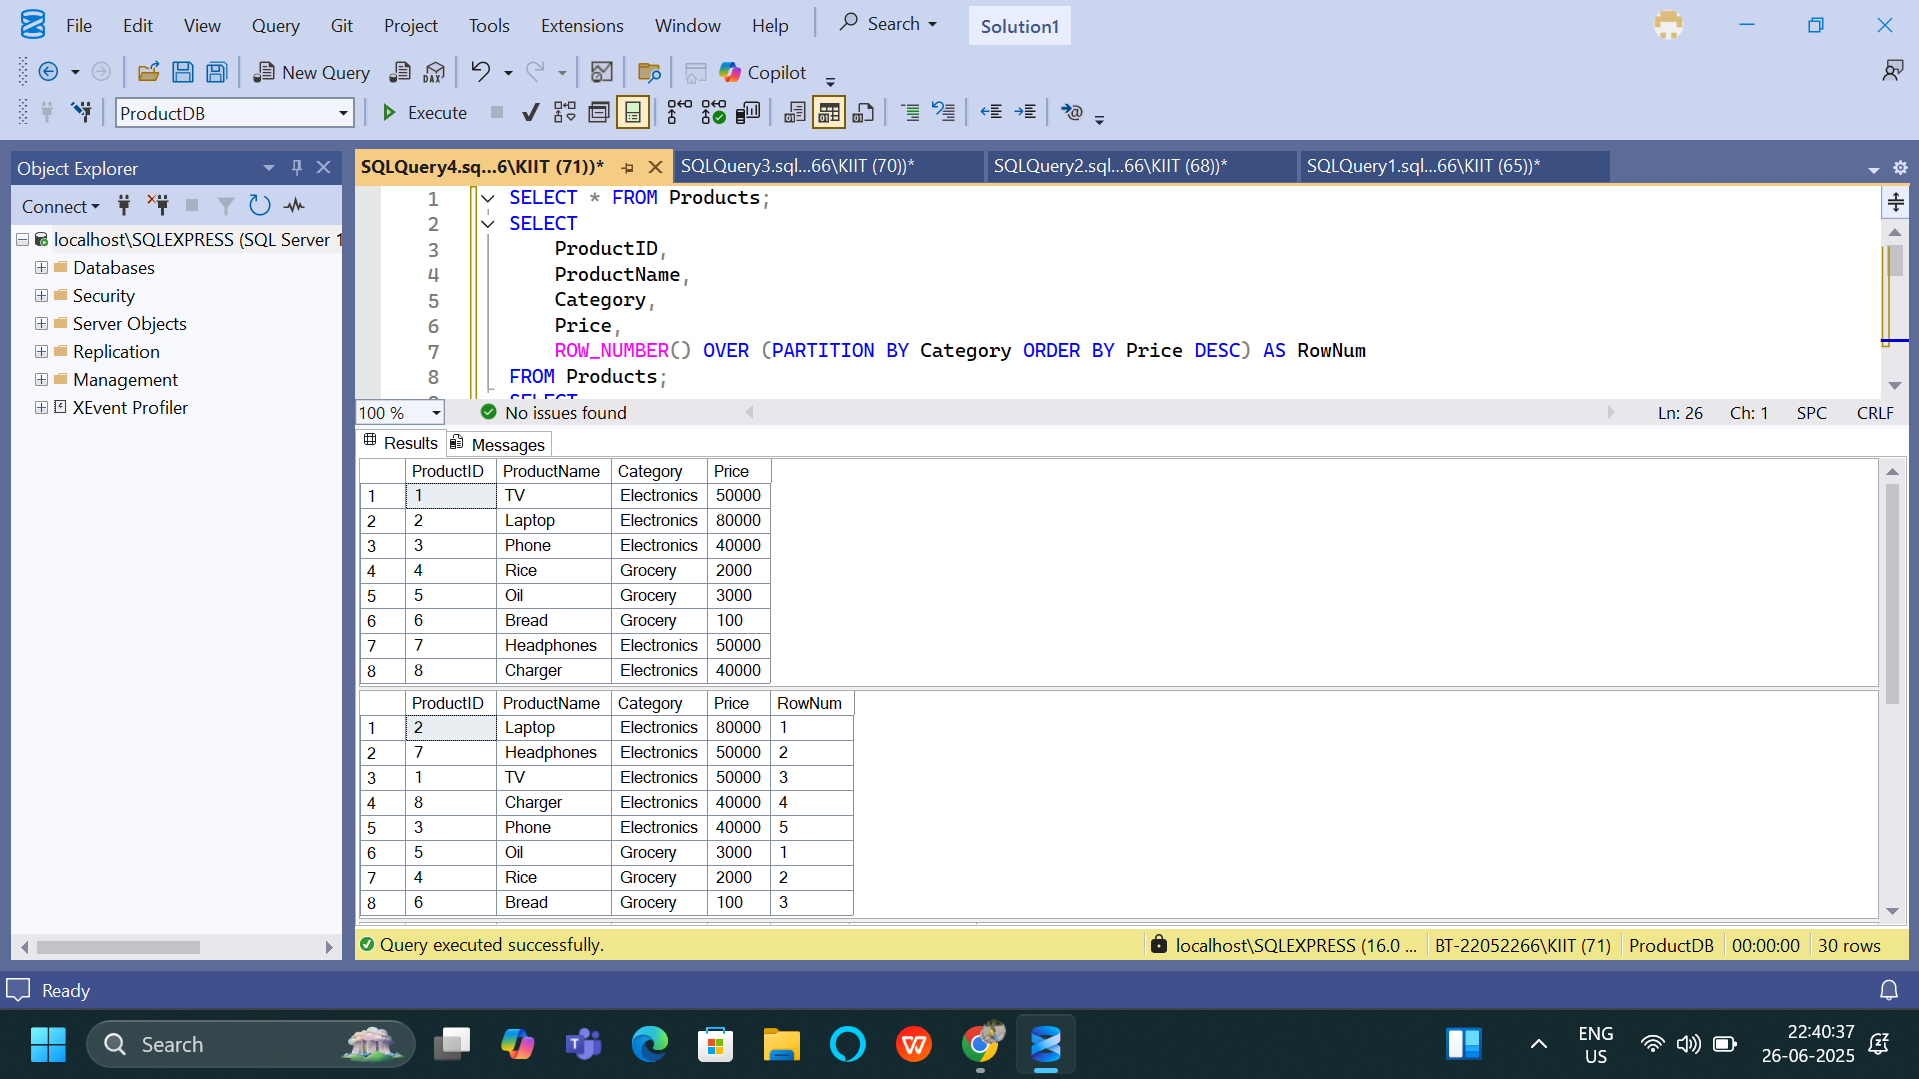 File Edit View Query Git Project Tools Extensions Window Help Search Solution1
New Query DAX Copilot
ProductDB Execute
Object Explorer
Connect
localhost\SQLEXPRESS (SQL Server 1
Databases
Security
Server Objects
Replication
Management
XEvent Profiler
SQLQuery4.sq...6\KIIT (71))* SQLQuery3.sql...66\KIIT (70))* SQLQuery2.sql...66\KIIT (68))* SQLQuery1.sql...66\KIIT (65))*
1 SELECT * FROM Products;
2 SELECT
3 ProductID,
4 ProductName,
5 Category,
6 Price,
7 ROW_NUMBER() OVER (PARTITION BY Category ORDER BY Price DESC) AS RowNum
8 FROM Products;
100 % No issues found Ln: 26 Ch: 1 SPC CRLF
Results Messages
ProductID ProductName Category Price
1 1 TV Electronics 50000
2 2 Laptop Electronics 80000
3 3 Phone Electronics 40000
4 4 Rice Grocery 2000
5 5 Oil Grocery 3000
6 6 Bread Grocery 100
7 7 Headphones Electronics 50000
8 8 Charger Electronics 40000
ProductID ProductName Category Price RowNum
1 2 Laptop Electronics 80000 1
2 7 Headphones Electronics 50000 2
3 1 TV Electronics 50000 3
4 8 Charger Electronics 40000 4
5 3 Phone Electronics 40000 5
6 5 Oil Grocery 3000 1
7 4 Rice Grocery 2000 2
8 6 Bread Grocery 100 3
Query executed successfully. localhost\SQLEXPRESS (16.0 ... BT-22052266\KIIT (71) ProductDB 00:00:00 30 rows
Ready
Search ENG US 22:40:37 26-06-2025